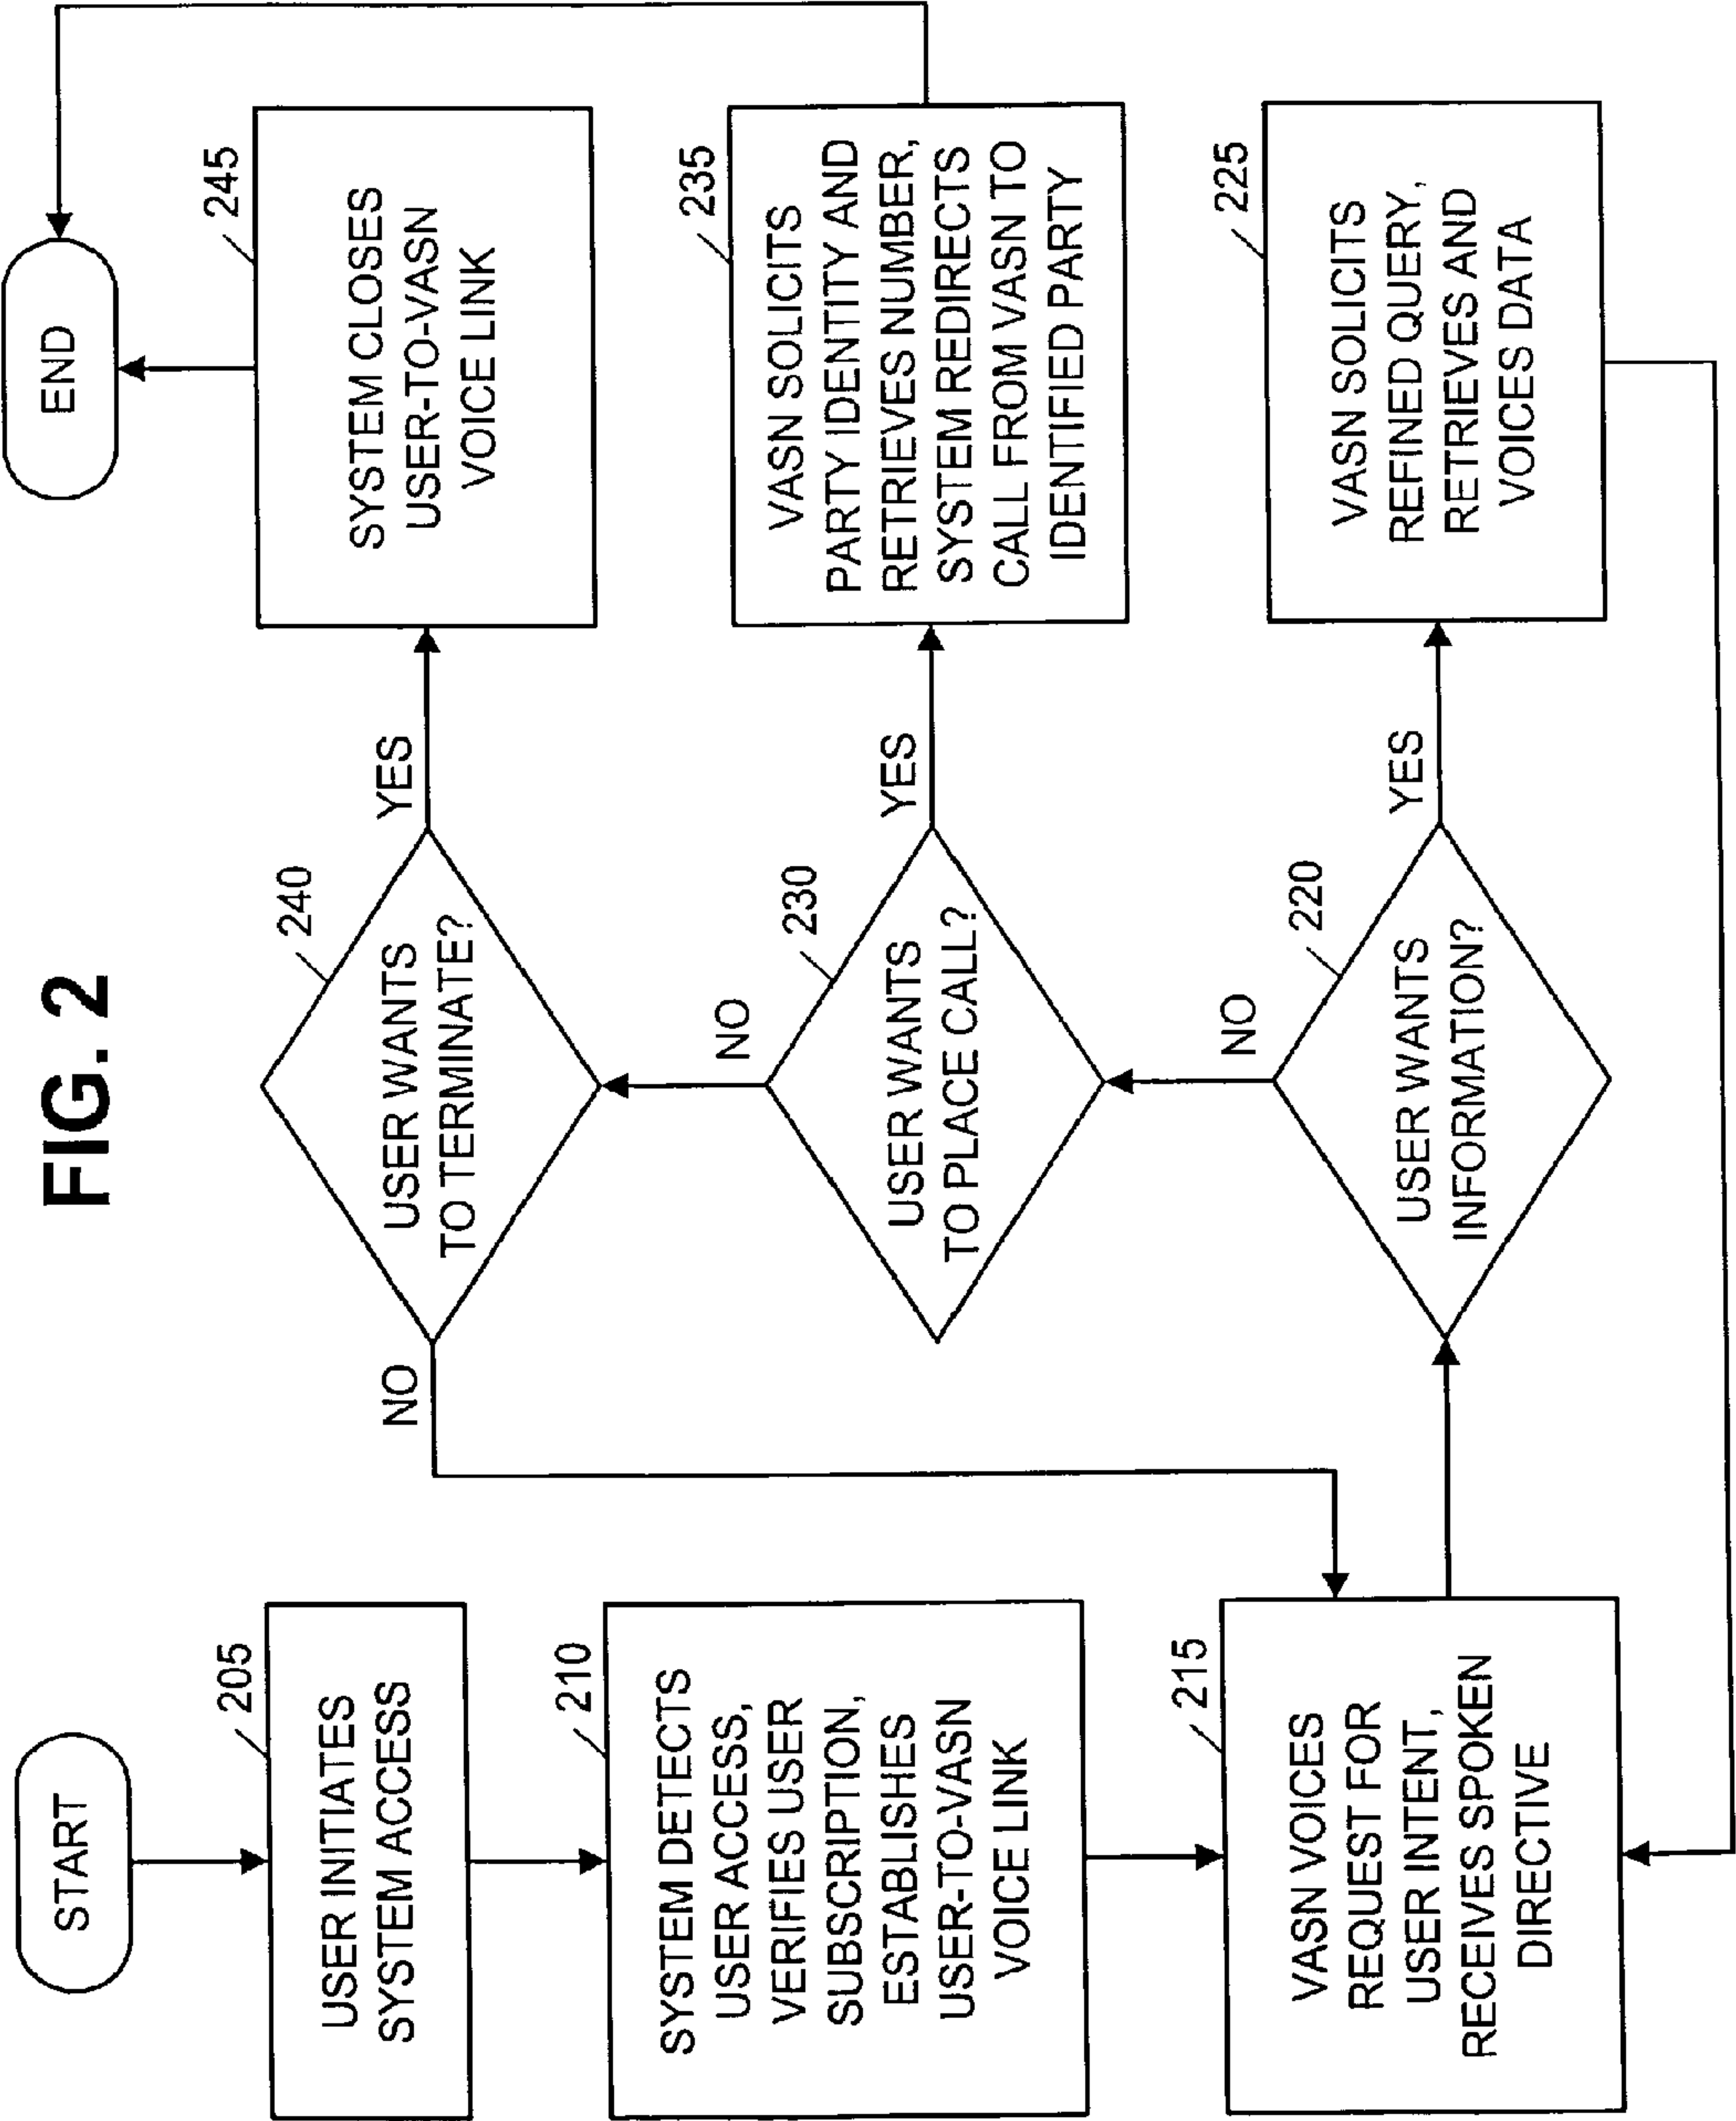 FIG. 2
START
205
USER INITIATES
SYSTEM ACCESS
210
SYSTEM DETECTS
USER ACCESS,
VERIFIES USER
SUBSCRIPTION,
ESTABLISHES
USER-TO-VASN
VOICE LINK
215
VASN VOICES
REQUEST FOR
USER INTENT,
RECEIVES SPOKEN
DIRECTIVE
220
USER WANTS
INFORMATION?
YES
NO
225
VASN SOLICITS
REFINED QUERY,
RETRIEVES AND
VOICES DATA
230
USER WANTS
TO PLACE CALL?
YES
NO
235
VASN SOLICITS
PARTY IDENTITY AND
RETRIEVES NUMBER,
SYSTEM REDIRECTS
CALL FROM VASN TO
IDENTIFIED PARTY
240
USER WANTS
TO TERMINATE?
YES
NO
245
SYSTEM CLOSES
USER-TO-VASN
VOICE LINK
END